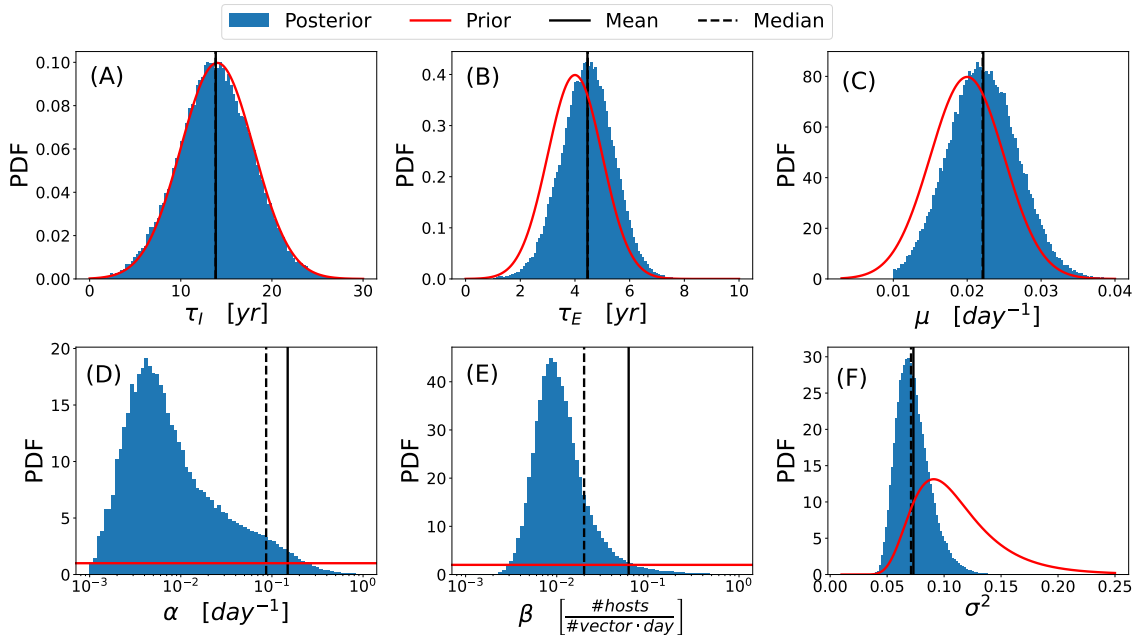 Posterior Prior Mean Median
(A)
PDF
0.10
0.08
0.06
0.04
0.02
0.00
0 10 20 30
τ_I [yr]
(B)
PDF
0.4
0.3
0.2
0.1
0.0
0 2 4 6 8 10
τ_E [yr]
(C)
PDF
80
60
40
20
0
0.01 0.02 0.03 0.04
μ [day⁻¹]
(D)
PDF
20
15
10
5
0
10⁻³ 10⁻² 10⁻¹ 10⁰
α [day⁻¹]
(E)
PDF
40
30
20
10
0
10⁻³ 10⁻² 10⁻¹ 10⁰
β [#hosts / #vector · day]
(F)
PDF
30
25
20
15
10
5
0
0.00 0.05 0.10 0.15 0.20 0.25
σ²